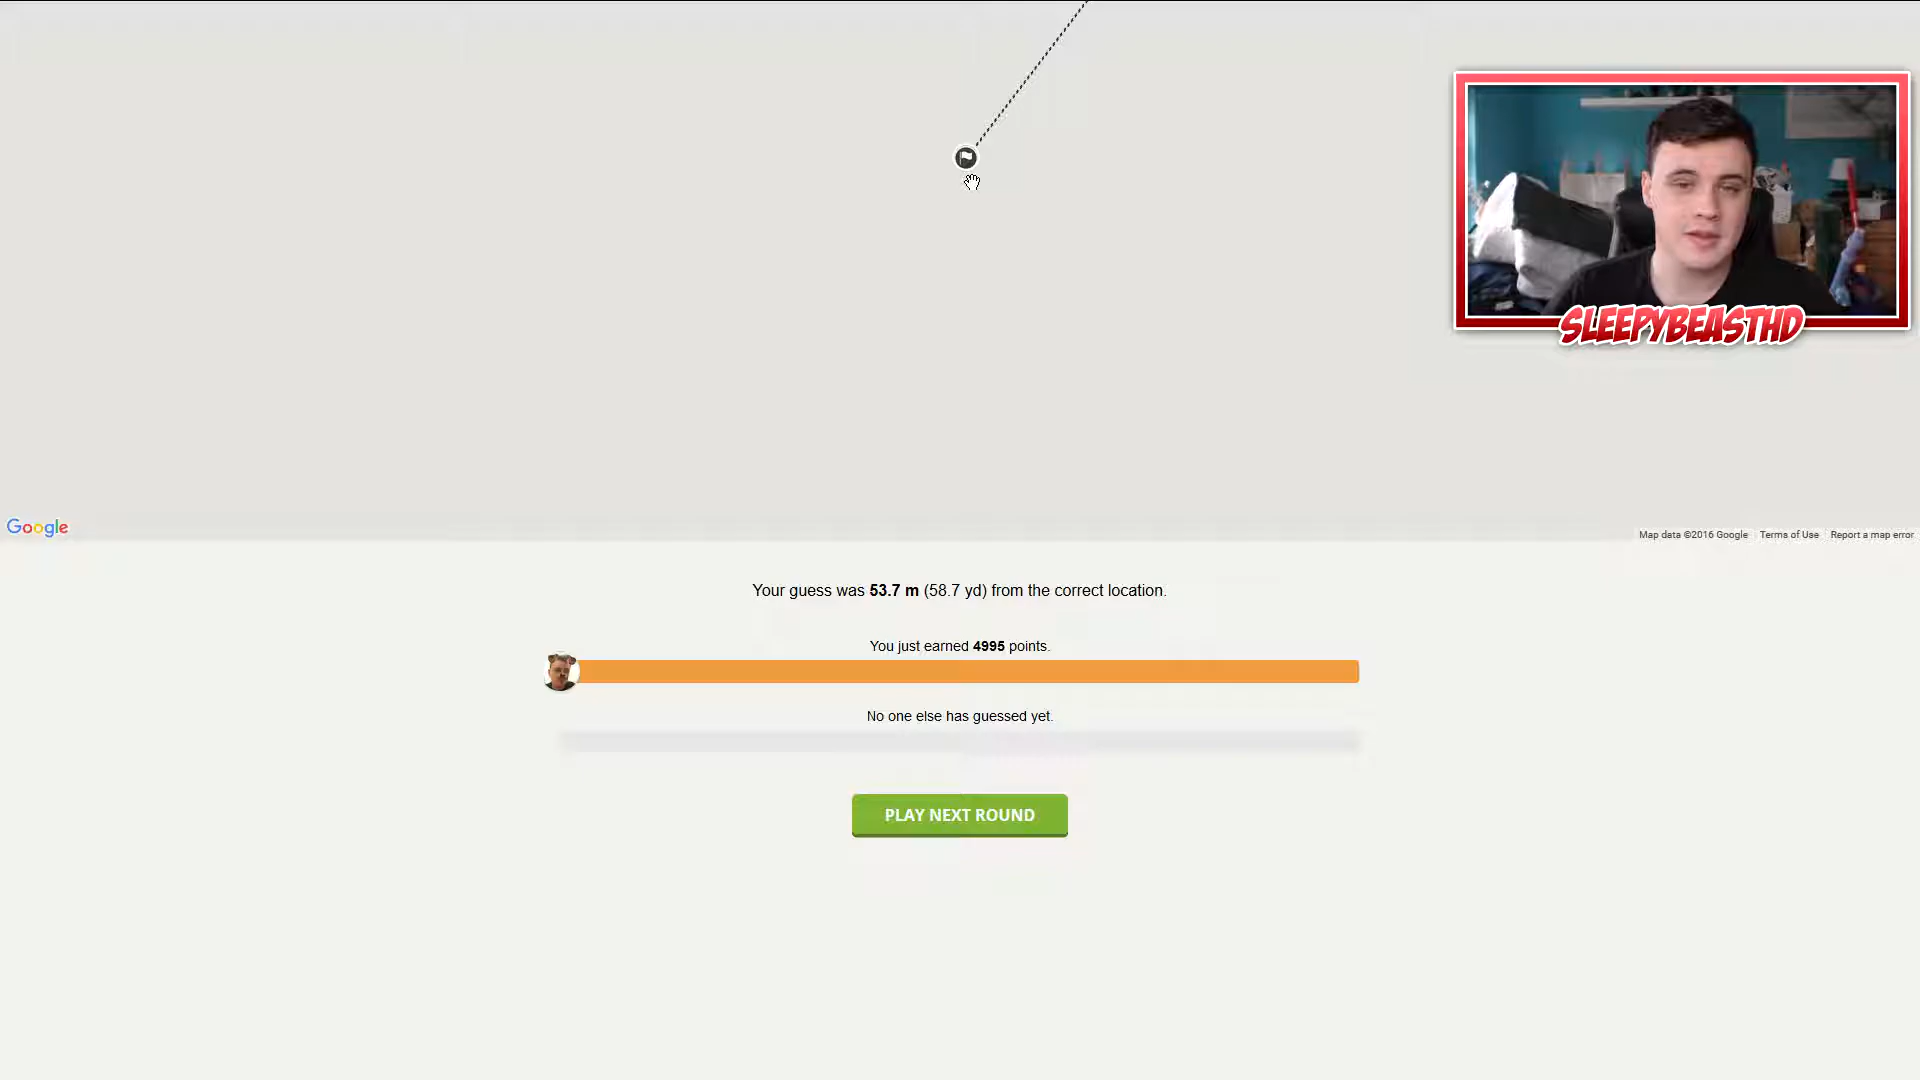 SLEEPYBEASTHD
Google
Map data ©2016 Google
Terms of Use
Report a map error
Your guess was 53.7 m (58.7 yd) from the correct location.
You just earned 4995 points.
No one else has guessed yet.
PLAY NEXT ROUND